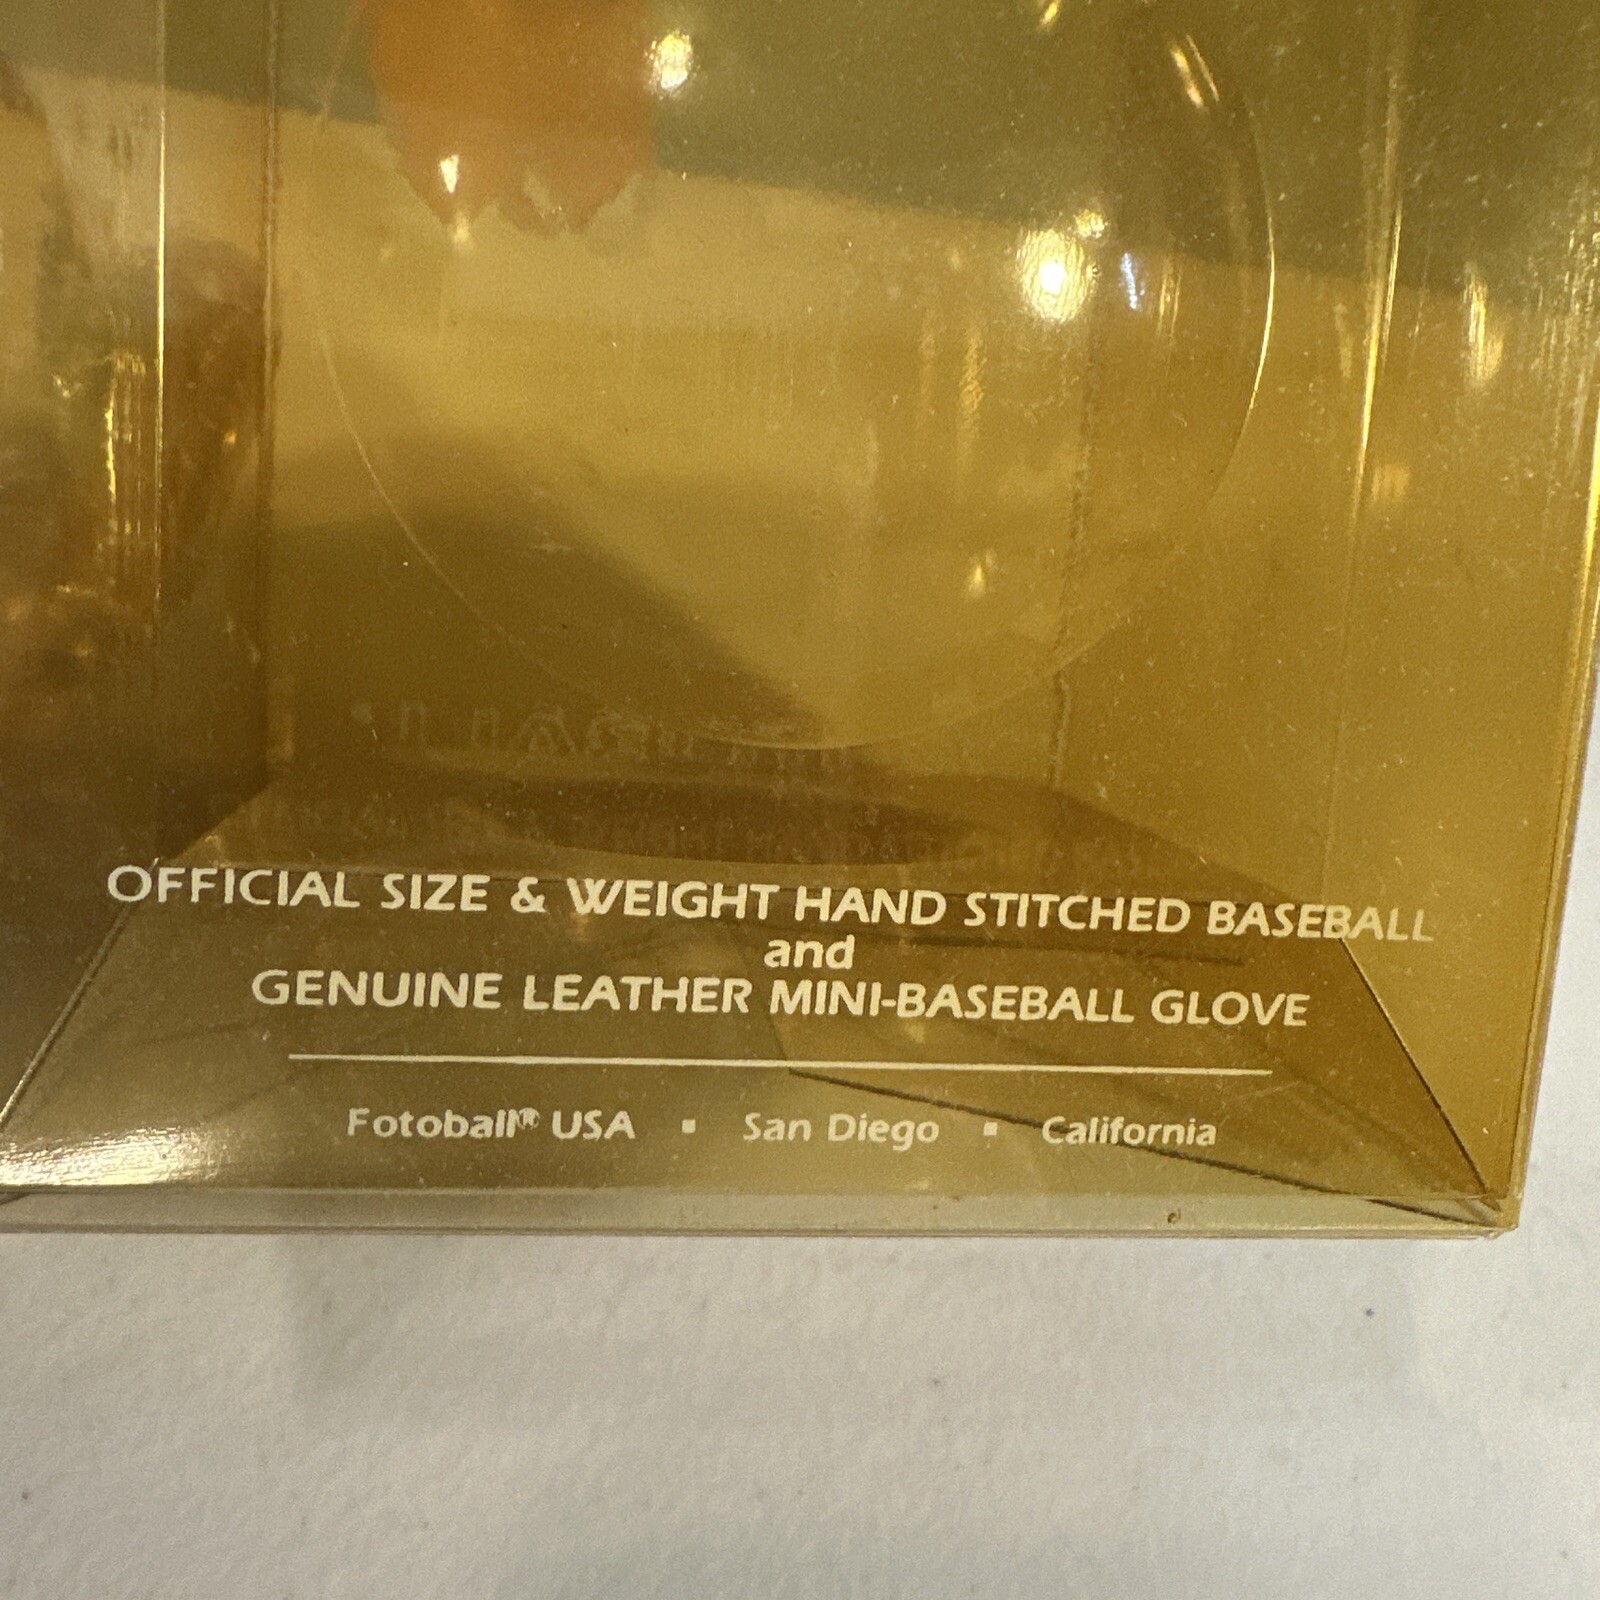 OFFICIAL SIZE & WEIGHT HAND STITCHED BASEBALL
and
GENUINE LEATHER MINI-BASEBALL GLOVE
Fotoball® USA ▪ San Diego ▪ California